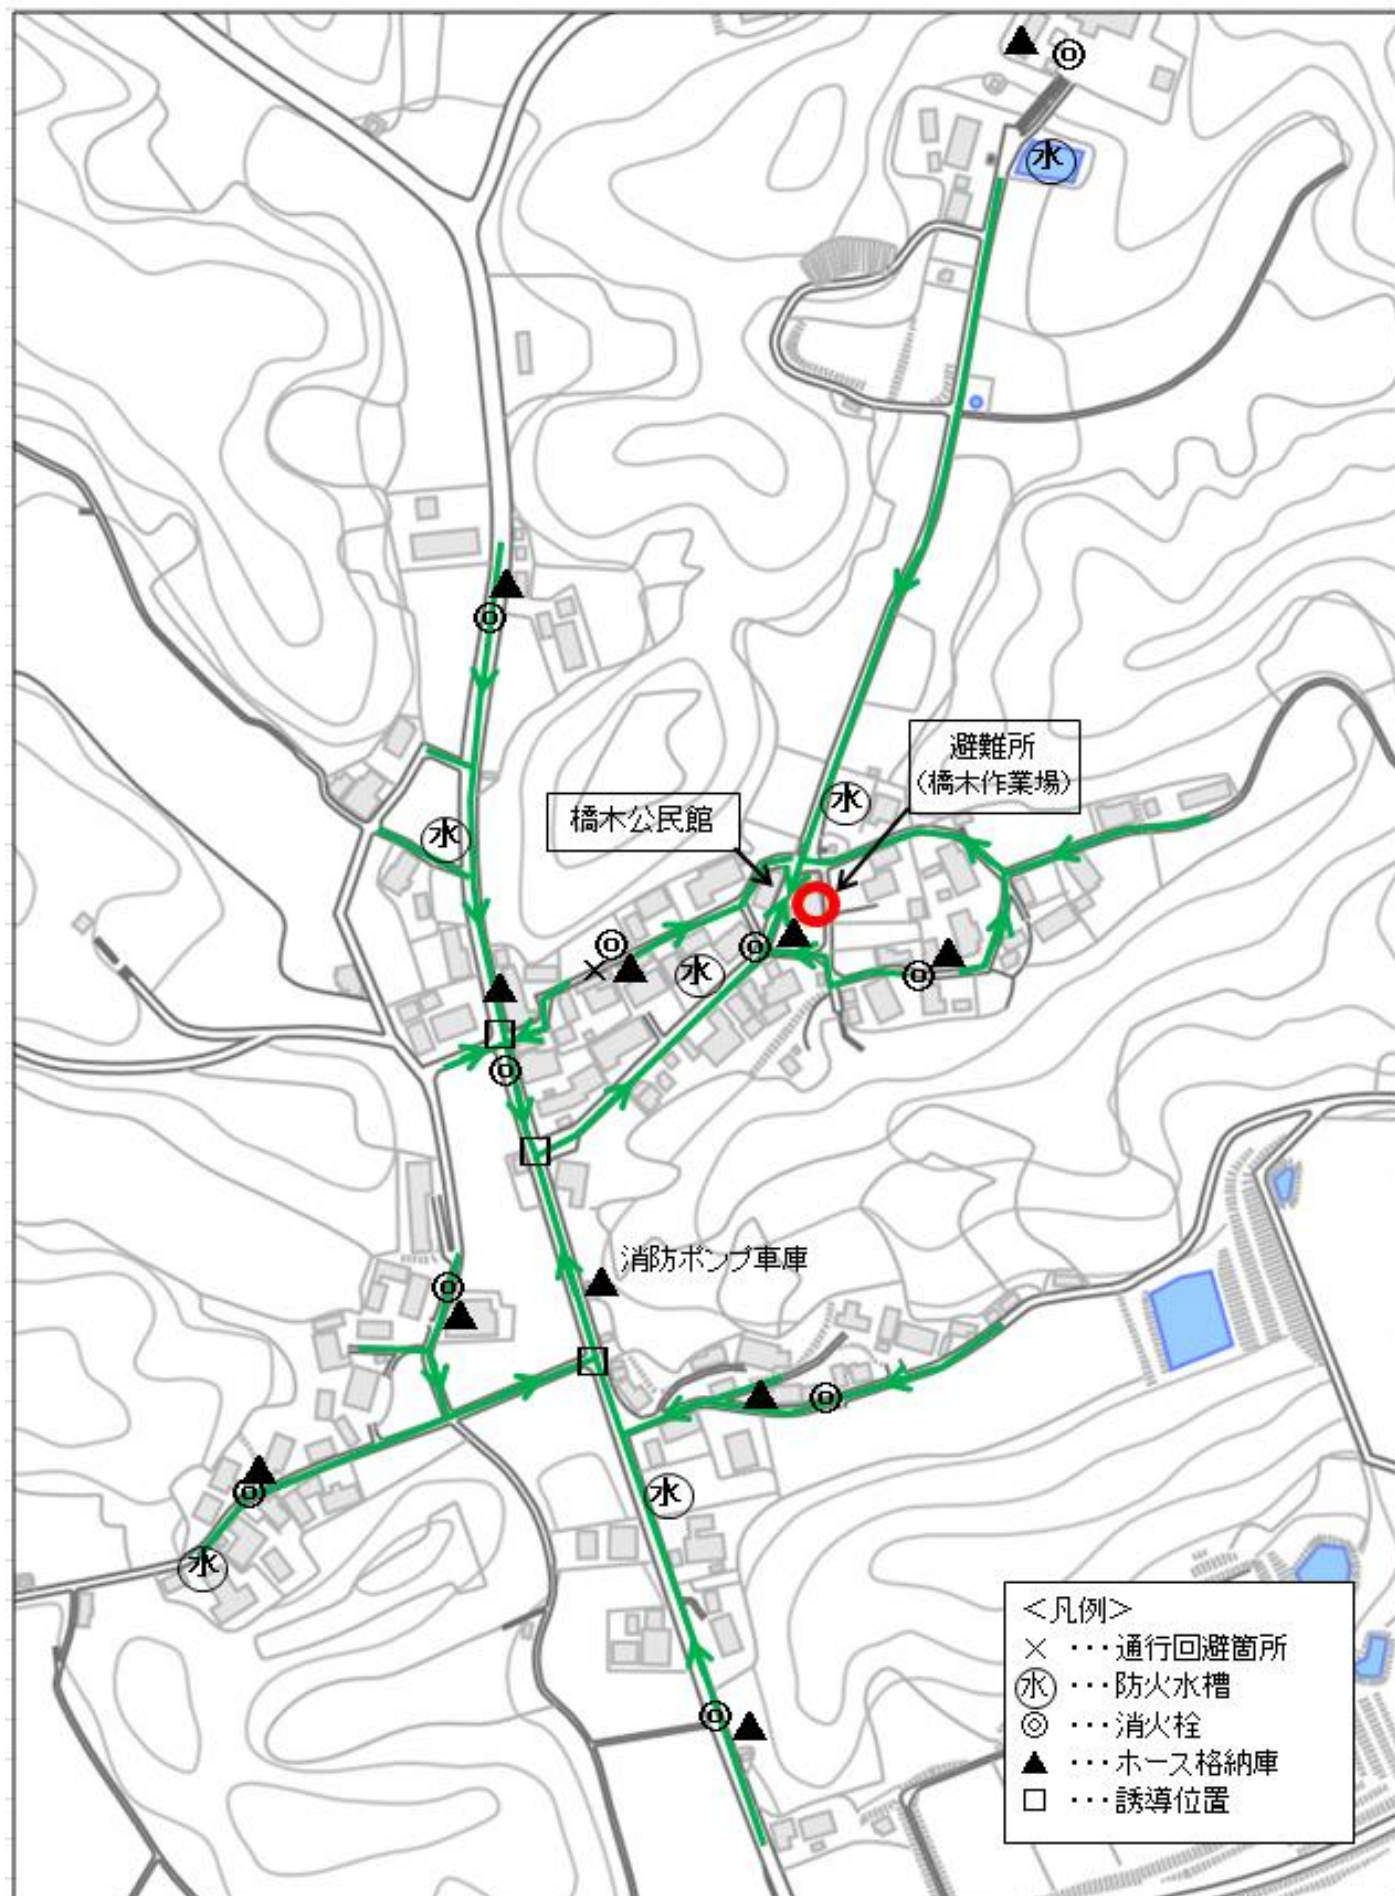 水
避難所
(橋木作業場)
水
橋木公民館
水
水
消防ポンプ車庫
水
水
<凡例>
× ・・・通行回避箇所
水 ・・・防火水槽
◎ ・・・消火栓
▲ ・・・ホース格納庫
□ ・・・誘導位置